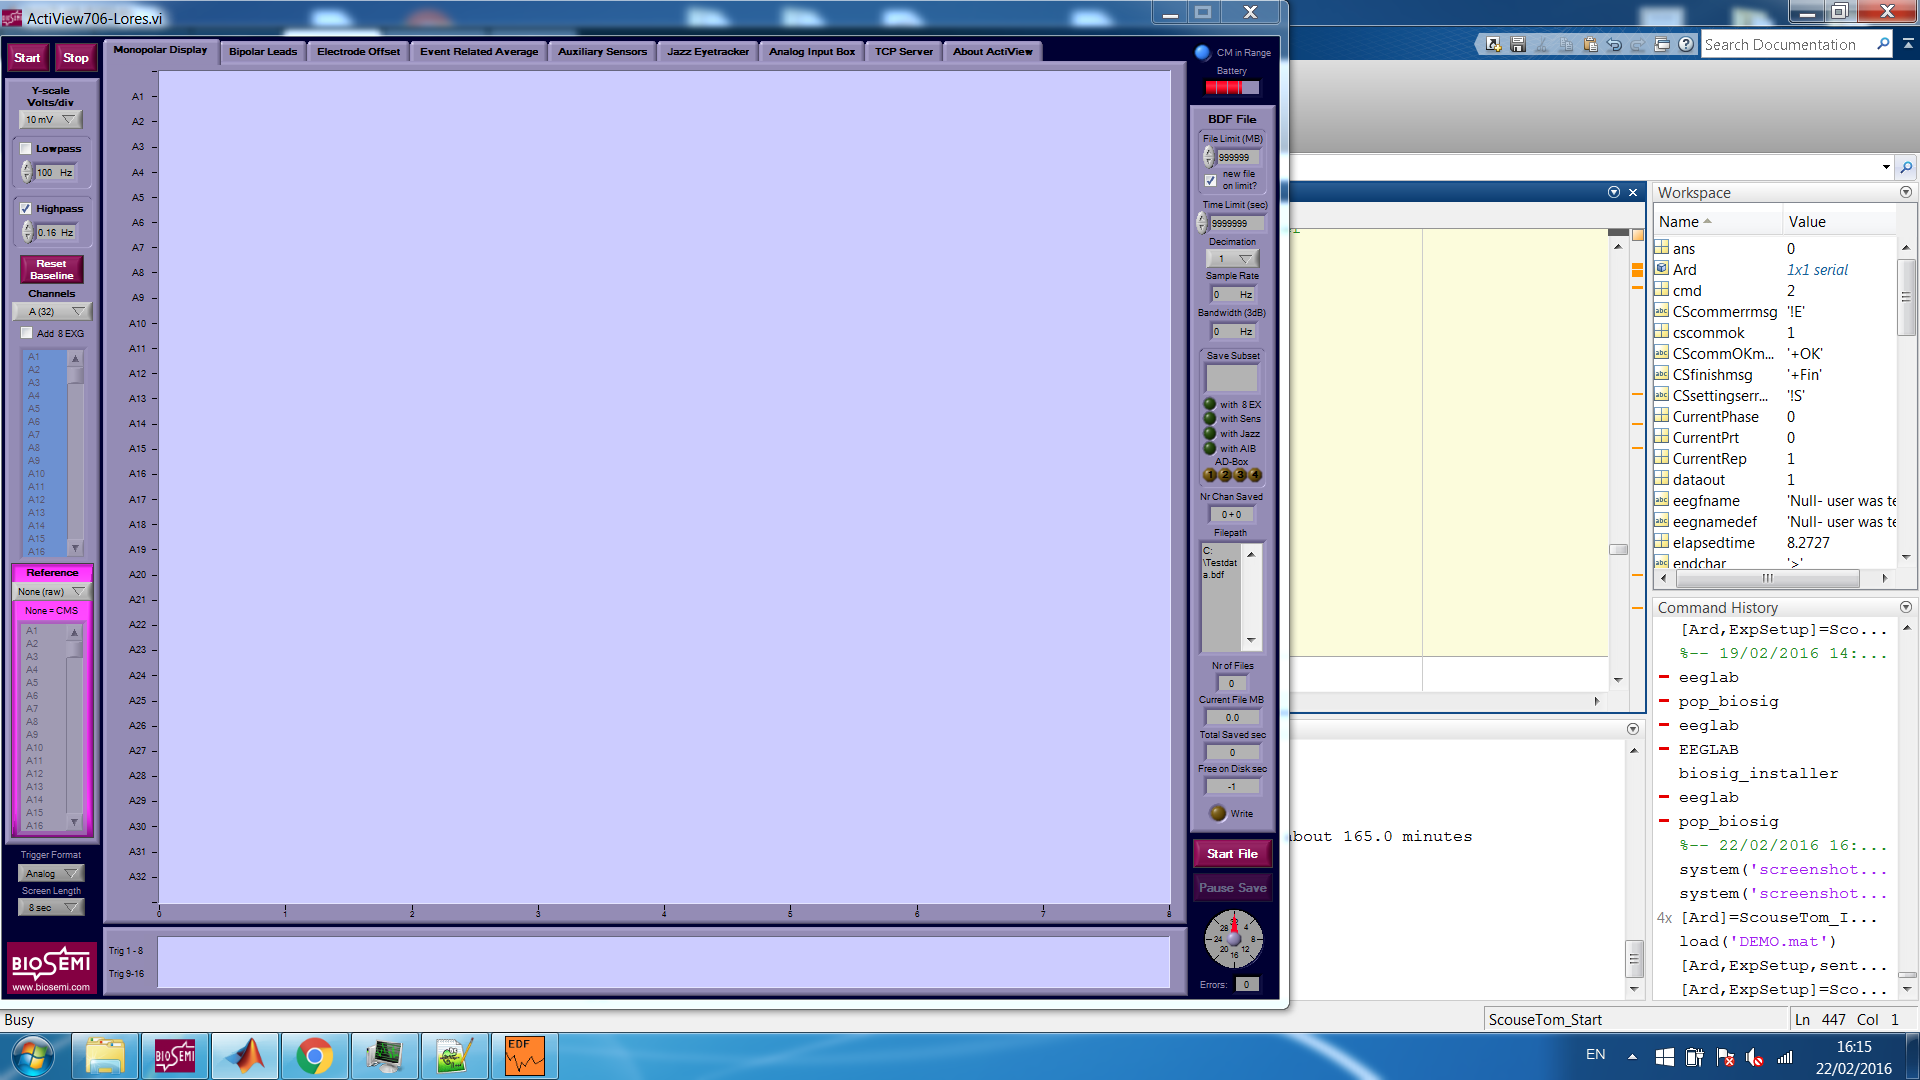 ActiView706-Lores.vi
Start
Stop
Monopolar Display
Bipolar Leads
Electrode Offset
Event Related Average
Auxiliary Sensors
Jazz Eyetracker
Analog Input Box
TCP Server
About ActiView
CM in Range
Battery
Y-scale
Volts/div
10 mV
Lowpass
100 Hz
Highpass
0.16 Hz
Reset
Baseline
Channels
A (32)
Add 8 EXG
A1
A2
A3
A4
A5
A6
A7
A8
A9
A10
A11
A12
A13
A14
A15
A16
Reference
None (raw)
None = CMS
A1
A2
A3
A4
A5
A6
A7
A8
A9
A10
A11
A12
A13
A14
A15
A16
Trigger Format
Analog
Screen Length
8 sec
BIOSEMI
www.biosemi.com
A1
A2
A3
A4
A5
A6
A7
A8
A9
A10
A11
A12
A13
A14
A15
A16
A17
A18
A19
A20
A21
A22
A23
A24
A25
A26
A27
A28
A29
A30
A31
A32
0 1 2 3 4 5 6 7 8
Trig 1 - 8
Trig 9-16
BDF File
File Limit (MB)
999999
new file
on limit?
Time Limit (sec)
9999999
Decimation
1
Sample Rate
0 Hz
Bandwidth (3dB)
0 Hz
Save Subset
with 8 EX
with Sens
with Jazz
with AIB
AD-Box
1 2 3 4
Nr Chan Saved
0 + 0
Filepath
C:
\Testdat
a.bdf
Nr of Files
0
Current File MB
0.0
Total Saved sec
0
Free on Disk sec
-1
Write
Start File
Pause Save
28 4
24 8
20 12
16
Errors: 0
Search Documentation
Workspace
Name Value
ans 0
Ard 1x1 serial
cmd 2
CScommerrmsg '!E'
cscommok 1
CScommOKm... '+OK'
CSfinishmsg '+Fin'
CSsettingserr... '!S'
CurrentPhase 0
CurrentPrt 0
CurrentRep 1
dataout 1
eegfname 'Null- user was te
eegnamedef 'Null- user was te
elapsedtime 8.2727
endchar '>'
Command History
[Ard,ExpSetup]=Sco...
%-- 19/02/2016 14:...
eeglab
pop_biosig
eeglab
EEGLAB
biosig_installer
eeglab
pop_biosig
%-- 22/02/2016 16:...
system('screenshot...
system('screenshot...
4x [Ard]=ScouseTom_I...
load('DEMO.mat')
[Ard,ExpSetup,sent...
[Ard,ExpSetup]=Sco...
about 165.0 minutes
Busy
ScouseTom_Start
Ln 447 Col 1
BIOSEMI
EDF
EN
16:15
22/02/2016